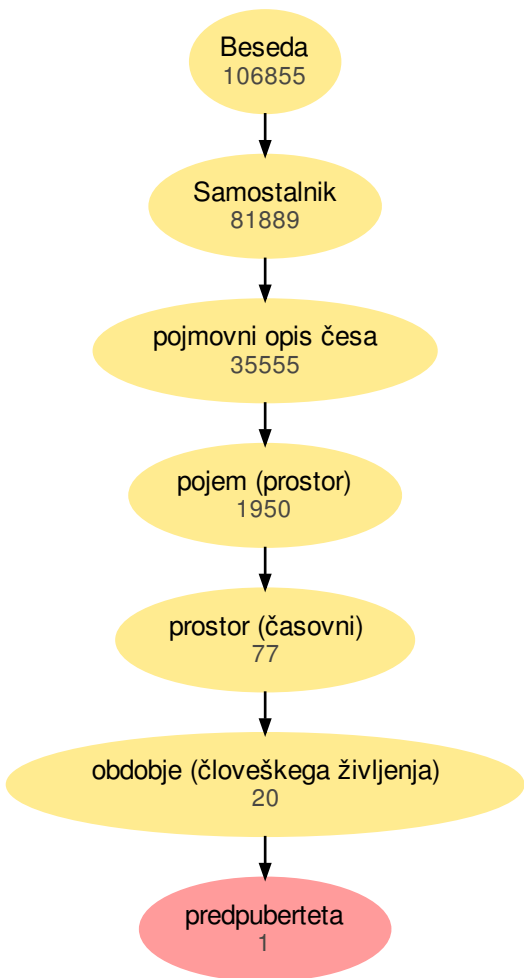 Beseda
106855
Samostalnik
81889
pojmovni opis česa
35555
pojem (prostor)
1950
prostor (časovni)
77
obdobje (človeškega življenja)
20
predpuberteta
1